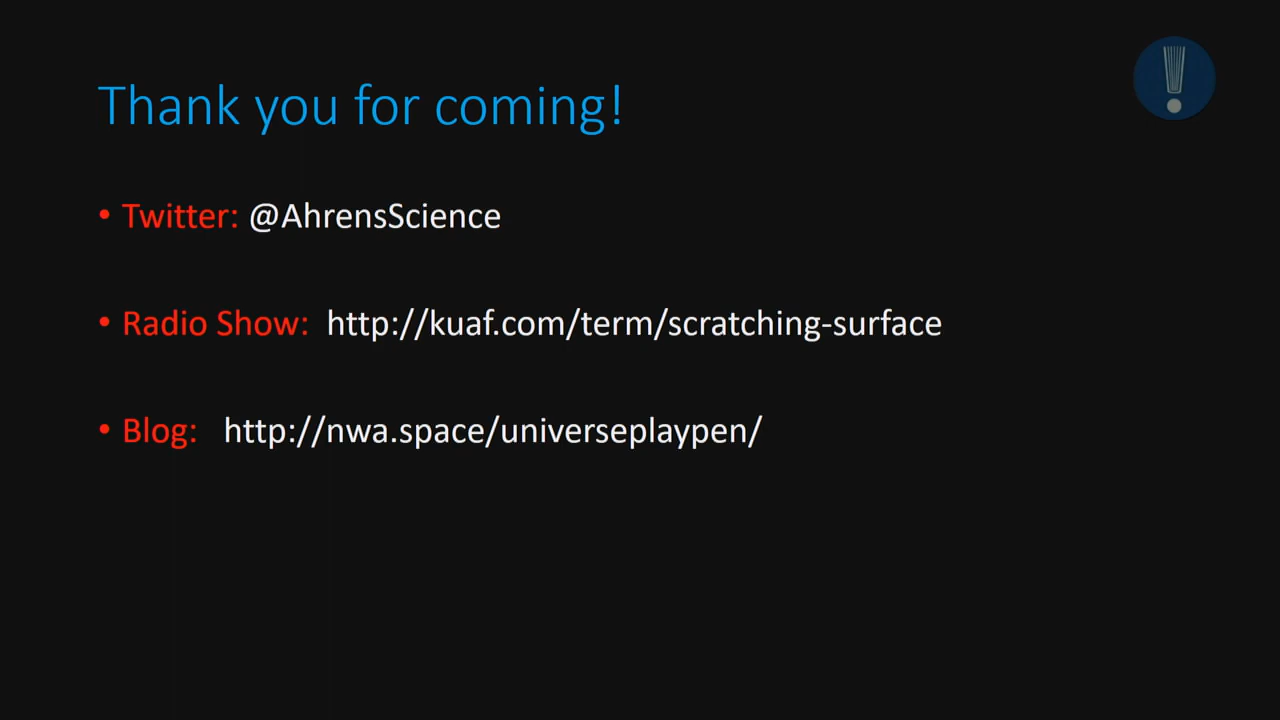 Thank you for coming!
• Twitter: @AhrensScience
• Radio Show: http://kuaf.com/term/scratching-surface
• Blog: http://nwa.space/universeplaypen/